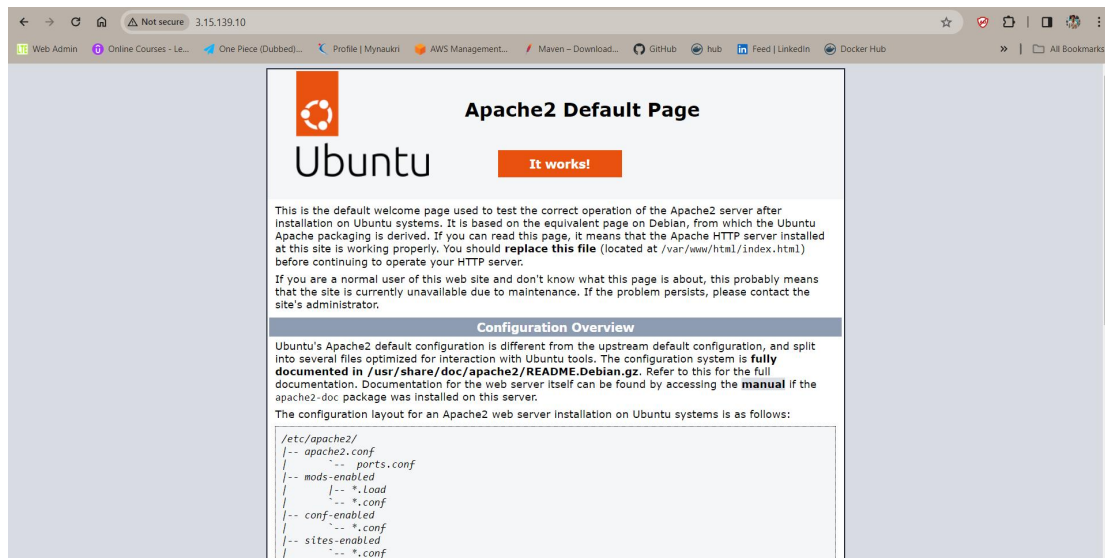 Not secure 3.15.139.10
Web Admin Online Courses - Le... One Piece (Dubbed)... Profile | Mynaukri AWS Management... Maven – Download... GitHub hub Feed | LinkedIn Docker Hub » All Bookmarks
Apache2 Default Page
Ubuntu
It works!
This is the default welcome page used to test the correct operation of the Apache2 server after
installation on Ubuntu systems. It is based on the equivalent page on Debian, from which the Ubuntu
Apache packaging is derived. If you can read this page, it means that the Apache HTTP server installed
at this site is working properly. You should replace this file (located at /var/www/html/index.html)
before continuing to operate your HTTP server.
If you are a normal user of this web site and don't know what this page is about, this probably means
that the site is currently unavailable due to maintenance. If the problem persists, please contact the
site's administrator.
Configuration Overview
Ubuntu's Apache2 default configuration is different from the upstream default configuration, and split
into several files optimized for interaction with Ubuntu tools. The configuration system is fully
documented in /usr/share/doc/apache2/README.Debian.gz. Refer to this for the full
documentation. Documentation for the web server itself can be found by accessing the manual if the
apache2-doc package was installed on this server.
The configuration layout for an Apache2 web server installation on Ubuntu systems is as follows:
/etc/apache2/
|-- apache2.conf
|       `--  ports.conf
|-- mods-enabled
|       |-- *.load
|       `-- *.conf
|-- conf-enabled
|       `-- *.conf
|-- sites-enabled
|       `-- *.conf